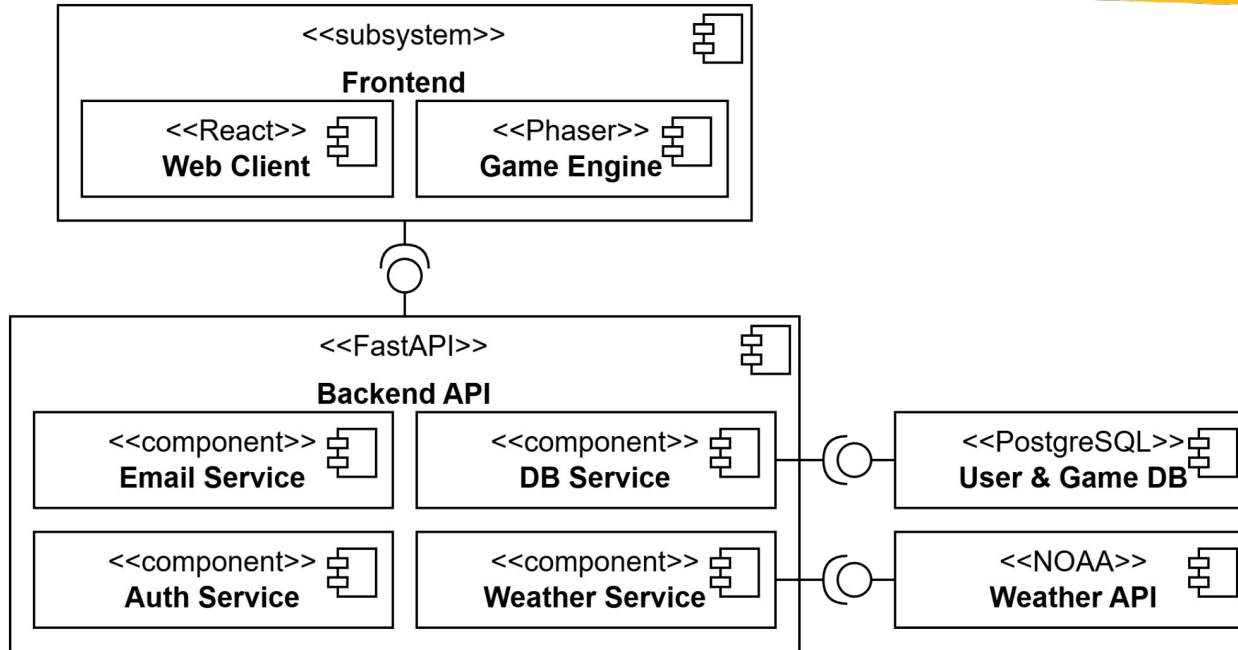 <<subsystem>>
Frontend
<<React>>
Web Client
<<Phaser>>
Game Engine
<<FastAPI>>
Backend API
<<component>>
Email Service
<<component>>
DB Service
<<PostgreSQL>>
User & Game DB
<<component>>
Auth Service
<<component>>
Weather Service
<<NOAA>>
Weather API